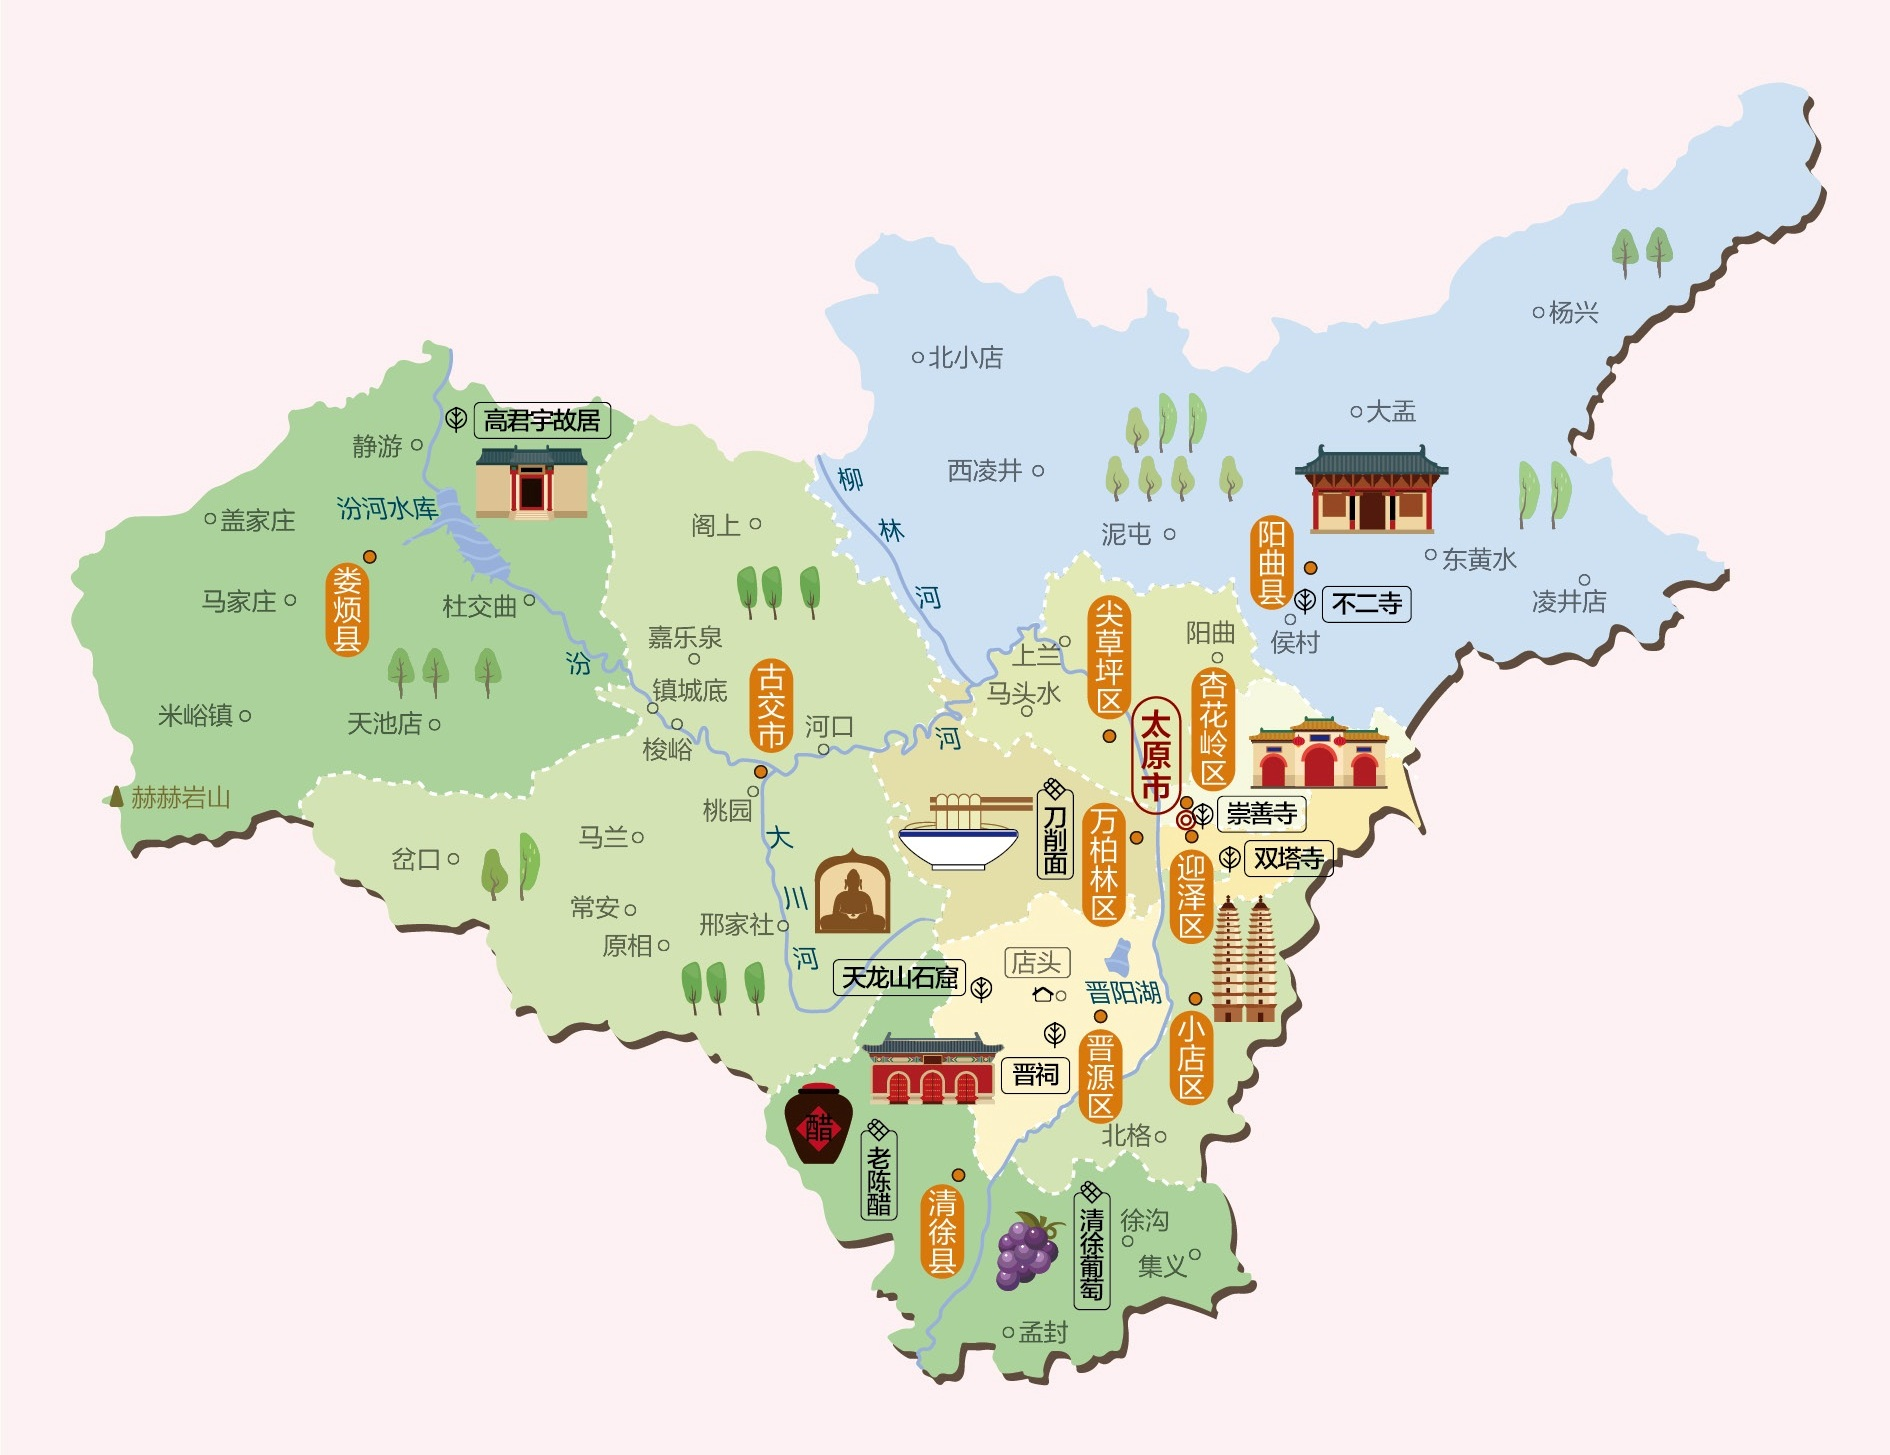 杨兴
北小店
大盂
高君宇故居
静游
西凌井
柳林河
汾河水库
盖家庄
阁上
泥屯
阳曲县
东黄水
娄烦县
马家庄
杜交曲
不二寺
凌井店
尖草坪区
阳曲
侯村
嘉乐泉
上兰
汾河
古交市
镇城底
马头水
杏花岭区
米峪镇
天池店
河口
梭峪
太原市
赫赫岩山
桃园
刀削面
万柏林区
崇善寺
马兰
大川河
岔口
双塔寺
迎泽区
常安
邢家社
原相
天龙山石窟
店头
晋阳湖
小店区
晋源区
晋祠
醋
老陈醋
北格
清徐县
清徐葡萄
徐沟
集义
孟封